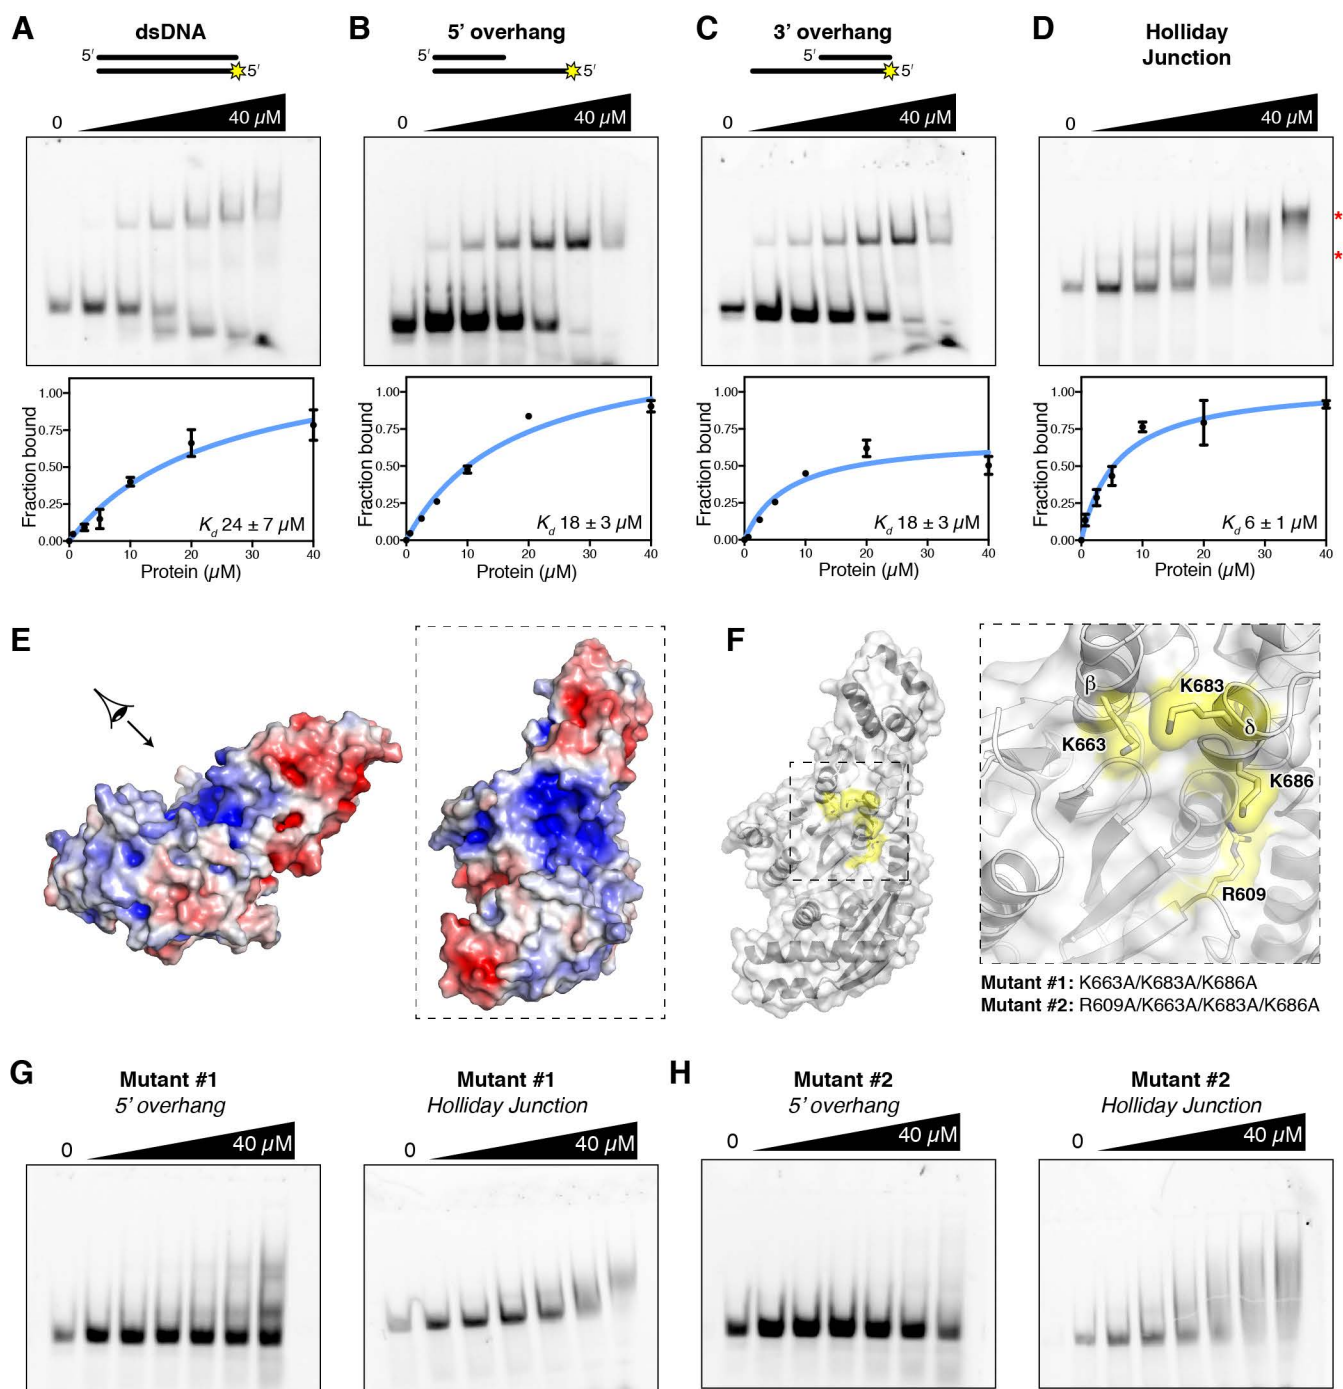 A
dsDNA
5′
5′
0
40 µM
Fraction bound
1.00
0.75
0.50
0.25
0.00
0
10
20
30
40
Kd 24 ± 7 µM
Protein (µM)
B
5’ overhang
5′
5′
0
40 µM
Fraction bound
1.00
0.75
0.50
0.25
0.00
0
10
20
30
40
Kd 18 ± 3 µM
Protein (µM)
C
3’ overhang
5′
5′
0
40 µM
Fraction bound
1.00
0.75
0.50
0.25
0.00
0
10
20
30
40
Kd 18 ± 3 µM
Protein (µM)
D
Holliday
Junction
0
40 µM
*
*
Fraction bound
1.00
0.75
0.50
0.25
0.00
0
10
20
30
40
Kd 6 ± 1 µM
Protein (µM)
E
F
β
K683
δ
K663
K686
R609
Mutant #1: K663A/K683A/K686A
Mutant #2: R609A/K663A/K683A/K686A
G
Mutant #1
5’ overhang
0
40 µM
Mutant #1
Holliday Junction
0
40 µM
H
Mutant #2
5’ overhang
0
40 µM
Mutant #2
Holliday Junction
0
40 µM